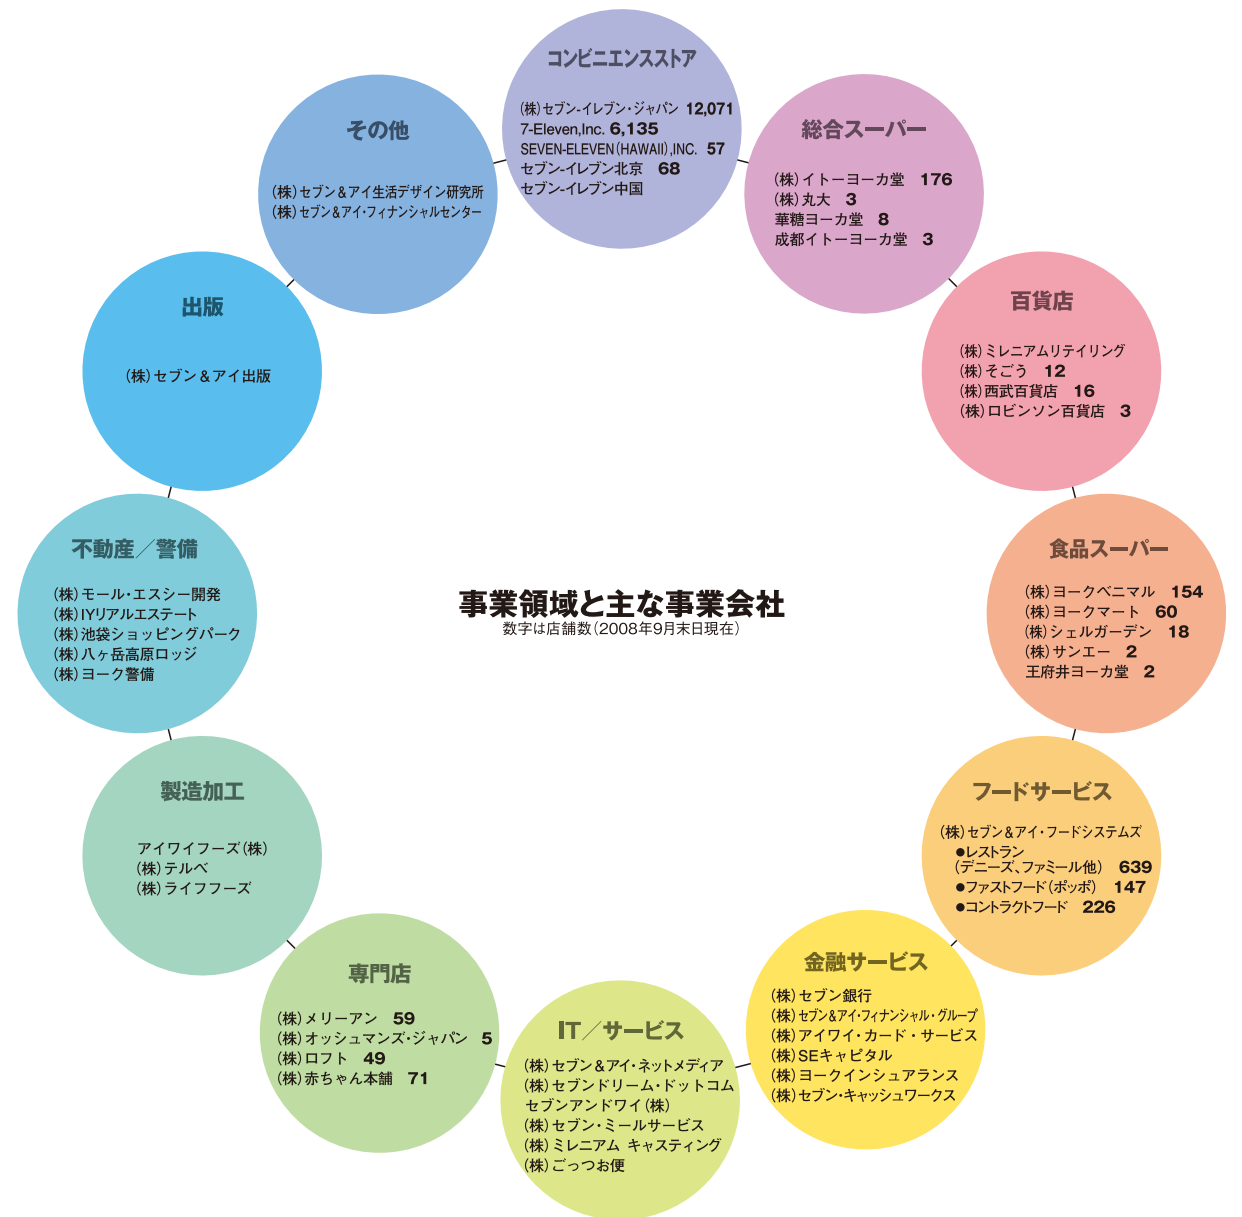 事業領域と主な事業会社
数字は店舗数（2008年9月末日現在）
コンビニエンスストア
（株）セブン-イレブン・ジャパン 12,071
7-Eleven,Inc. 6,135
SEVEN-ELEVEN（HAWAII）,INC. 57
セブン-イレブン北京 68
セブン-イレブン中国
総合スーパー
（株）イトーヨーカ堂 176
（株）丸大 3
華糖ヨーカ堂 8
成都イトーヨーカ堂 3
百貨店
（株）ミレニアムリテイリング
（株）そごう 12
（株）西武百貨店 16
（株）ロビンソン百貨店 3
食品スーパー
（株）ヨークベニマル 154
（株）ヨークマート 60
（株）シェルガーデン 18
（株）サンエー 2
王府井ヨーカ堂 2
フードサービス
（株）セブン＆アイ・フードシステムズ
●レストラン
（デニーズ、ファミール他） 639
●ファストフード（ポッポ） 147
●コントラクトフード 226
金融サービス
（株）セブン銀行
（株）セブン＆アイ・フィナンシャル・グループ
（株）アイワイ・カード・サービス
（株）SEキャピタル
（株）ヨークインシュアランス
（株）セブン・キャッシュワークス
IT／サービス
（株）セブン＆アイ・ネットメディア
（株）セブンドリーム・ドットコム
セブンアンドワイ（株）
（株）セブン・ミールサービス
（株）ミレニアム キャスティング
（株）ごっつお便
専門店
（株）メリーアン 59
（株）オッシュマンズ・ジャパン 5
（株）ロフト 49
（株）赤ちゃん本舗 71
製造加工
アイワイフーズ（株）
（株）テルベ
（株）ライフフーズ
不動産／警備
（株）モール・エスシー開発
（株）IYリアルエステート
（株）池袋ショッピングパーク
（株）八ヶ岳高原ロッジ
（株）ヨーク警備
出版
（株）セブン＆アイ出版
その他
（株）セブン＆アイ生活デザイン研究所
（株）セブン＆アイ・フィナンシャルセンター